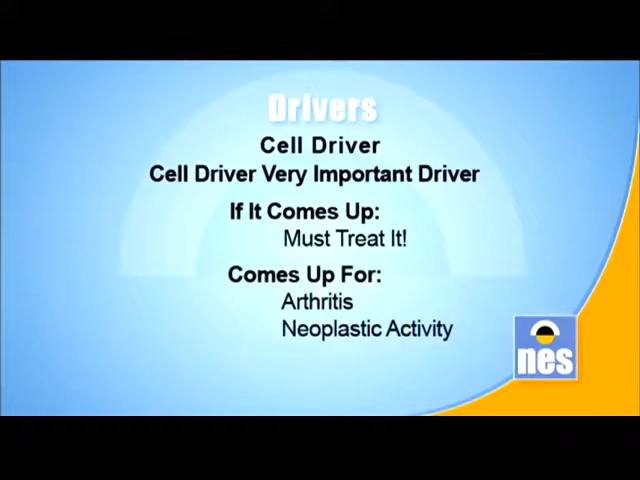 Drivers
Cell Driver
Cell Driver Very Important Driver
If It Comes Up:
Must Treat It!
Comes Up For:
Arthritis
Neoplastic Activity
nes